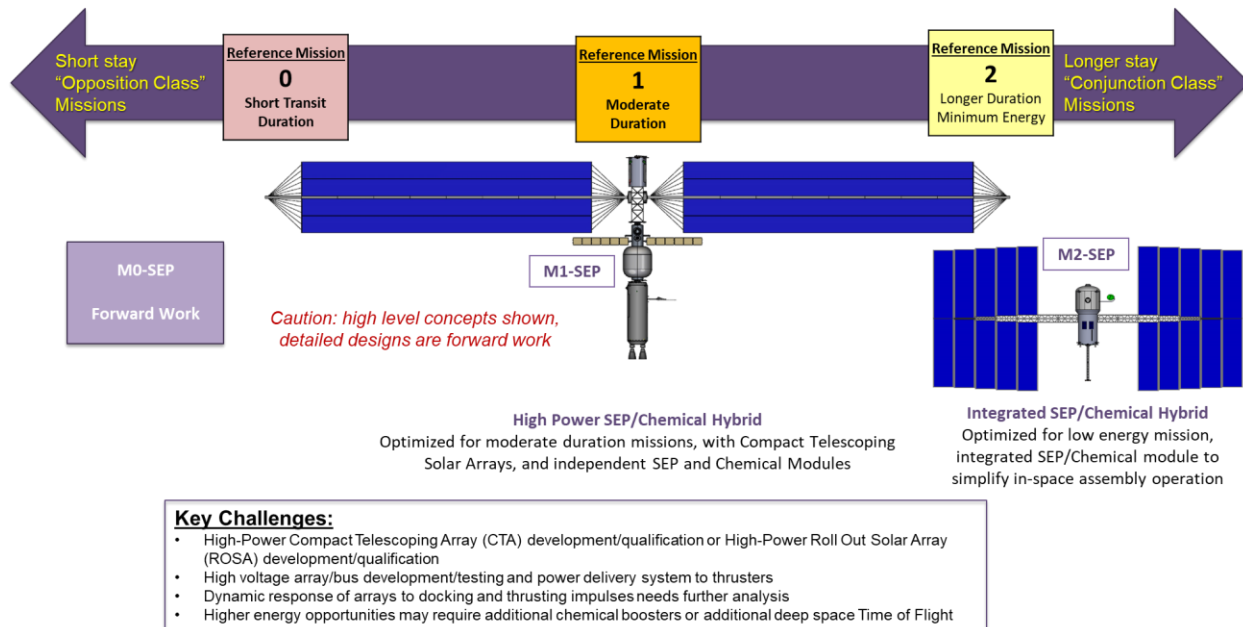 Short stay
“Opposition Class”
Missions
Reference Mission
0
Short Transit
Duration
Reference Mission
1
Moderate
Duration
Reference Mission
2
Longer Duration
Minimum Energy
Longer stay
“Conjunction Class”
Missions
M0-SEP
Forward Work
M1-SEP
M2-SEP
Caution: high level concepts shown,
detailed designs are forward work
High Power SEP/Chemical Hybrid
Optimized for moderate duration missions, with Compact Telescoping
Solar Arrays, and independent SEP and Chemical Modules
Integrated SEP/Chemical Hybrid
Optimized for low energy mission,
integrated SEP/Chemical module to
simplify in-space assembly operation
Key Challenges:
• High-Power Compact Telescoping Array (CTA) development/qualification or High-Power Roll Out Solar Array
(ROSA) development/qualification
• High voltage array/bus development/testing and power delivery system to thrusters
• Dynamic response of arrays to docking and thrusting impulses needs further analysis
• Higher energy opportunities may require additional chemical boosters or additional deep space Time of Flight